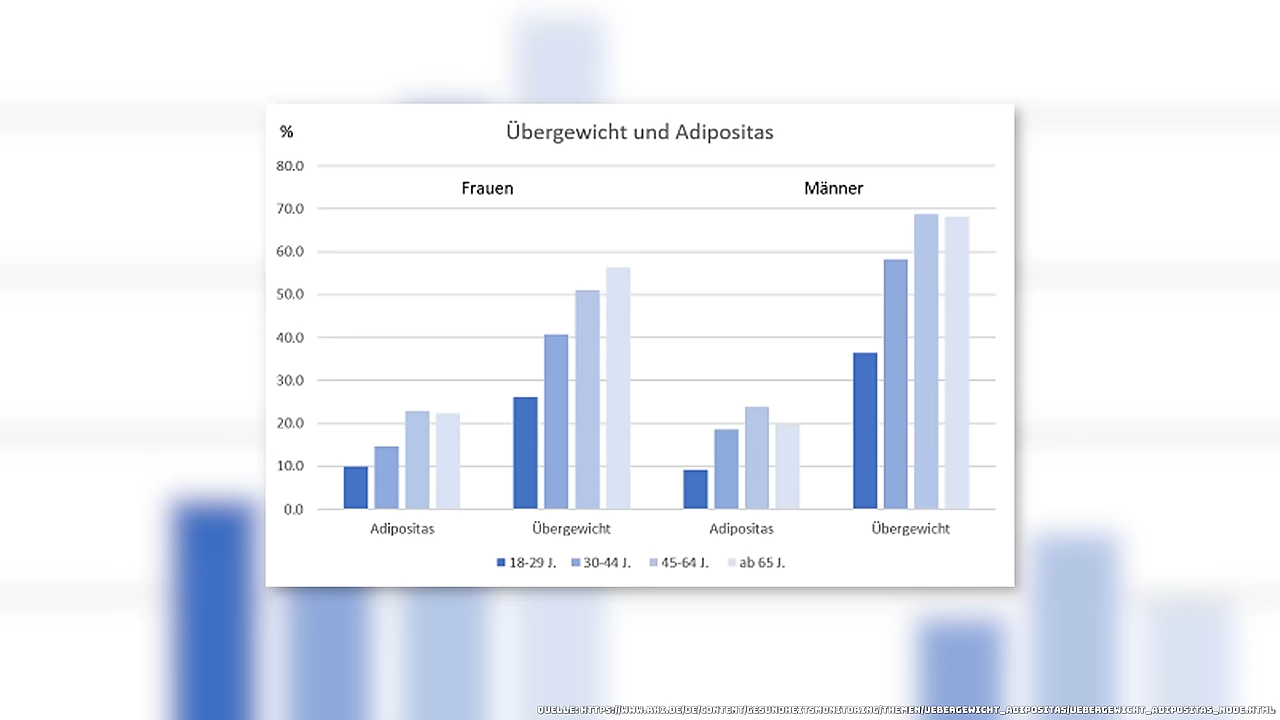 %
Übergewicht und Adipositas
80.0
Frauen
Männer
70.0
60.0
50.0
40.0
30.0
20.0
10.0
0.0
Adipositas Übergewicht Adipositas Übergewicht
18-29 J. 30-44 J. 45-64 J. ab 65 J.
QUELLE: HTTPS://WWW.RKI.DE/DE/CONTENT/GESUNDHEITSMONITORING/THEMEN/UEBERGEWICHT_ADIPOSITAS/UEBERGEWICHT_ADIPOSITAS_NODE.HTML